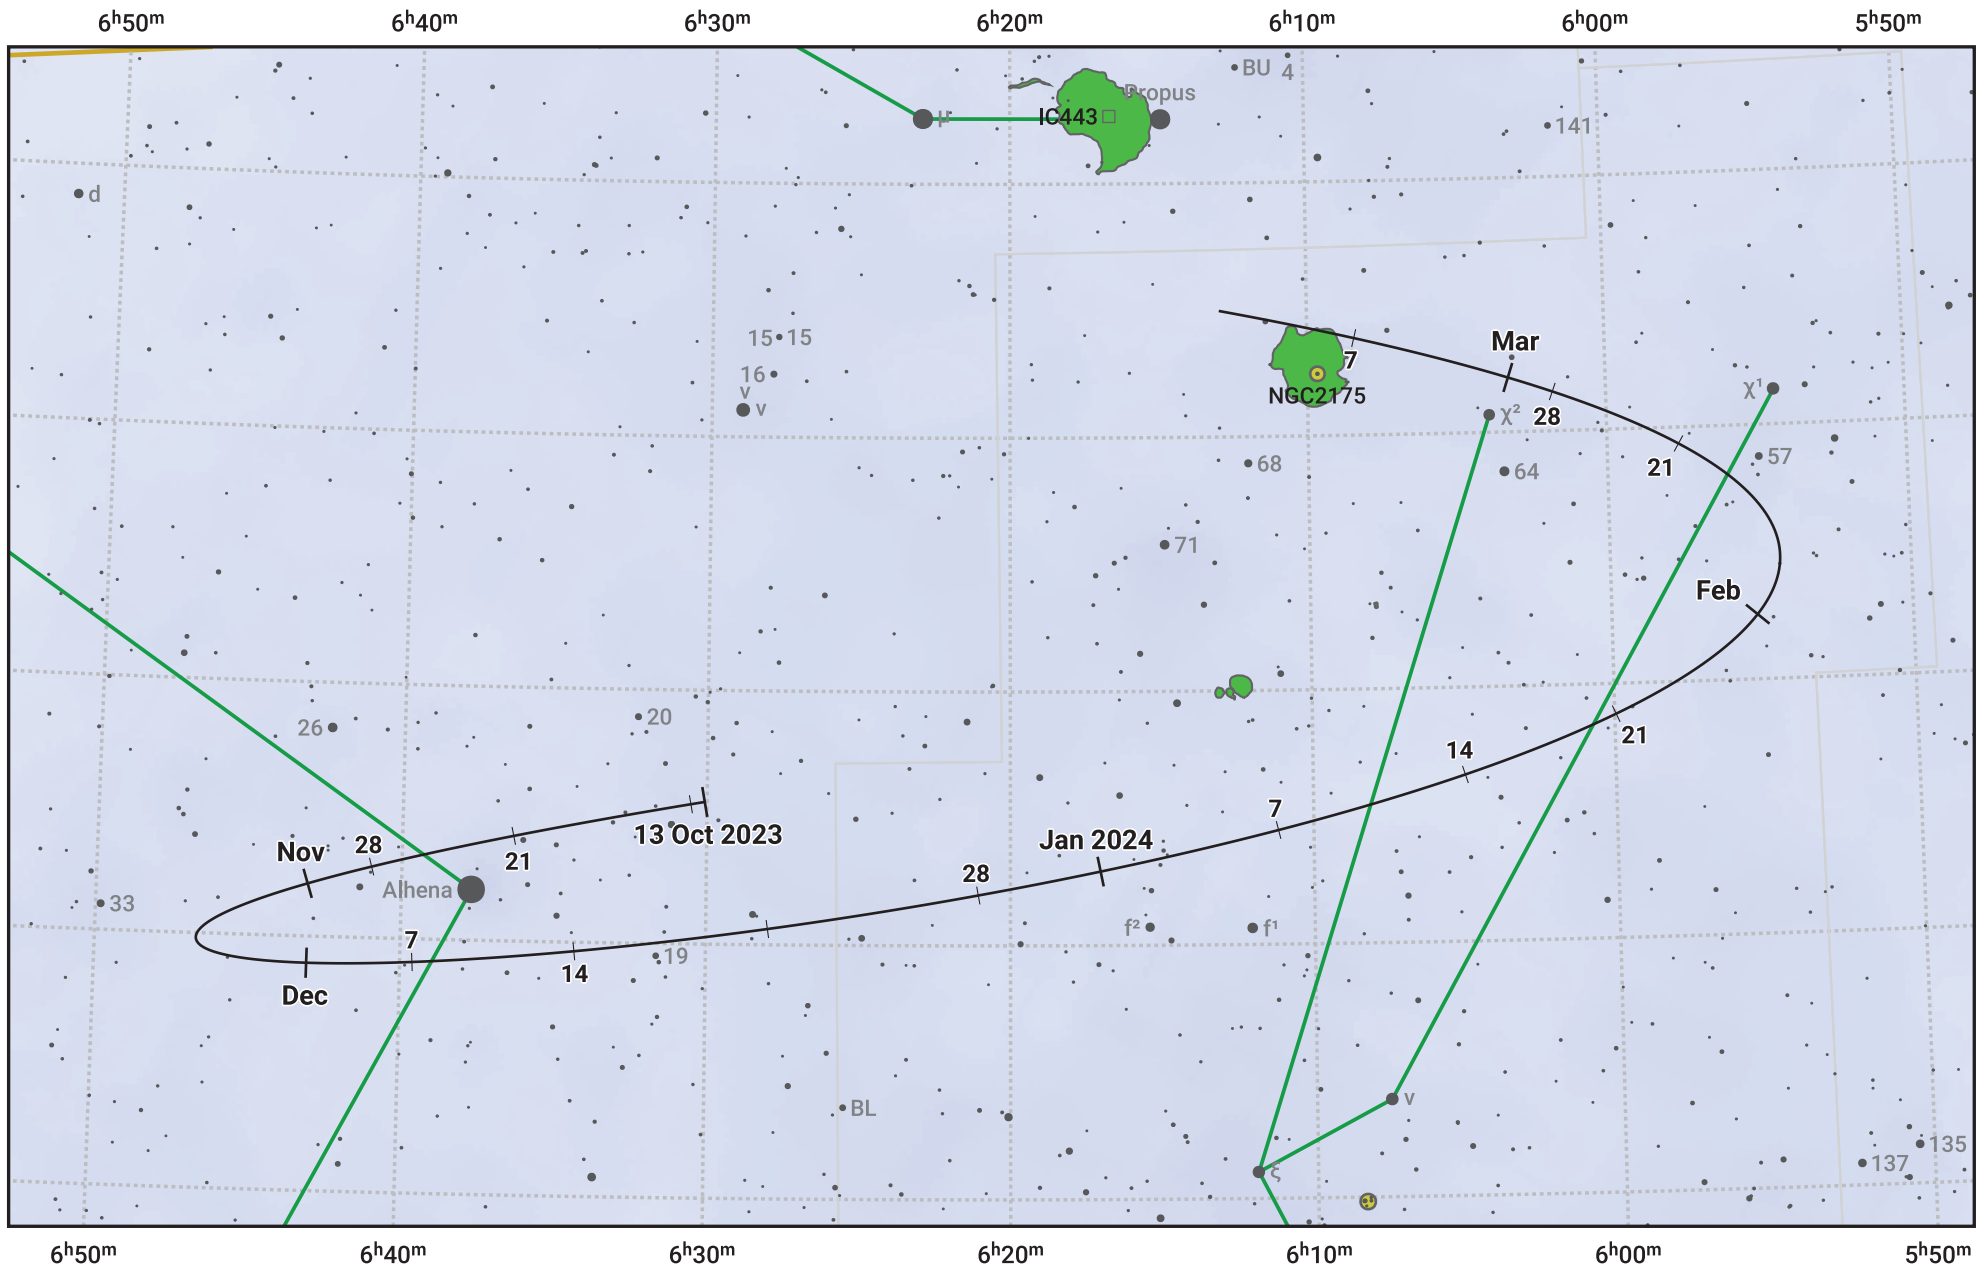 6ʰ50ᵐ 6ʰ40ᵐ 6ʰ30ᵐ 6ʰ20ᵐ 6ʰ10ᵐ 6ʰ00ᵐ 5ʰ50ᵐ
BU 4
Propus
μ
IC443
141
d
15 15
Mar
7
16
χ¹
v
NGC2175
v
χ²
28
57
21
68
64
71
Feb
20
26
21
14
7
13 Oct 2023
Jan 2024
28
Nov
21
28
Alhena
33
f² f¹
7
19
14
Dec
ν
BL
135
137
ξ
6ʰ50ᵐ 6ʰ40ᵐ 6ʰ30ᵐ 6ʰ20ᵐ 6ʰ10ᵐ 6ʰ00ᵐ 5ʰ50ᵐ